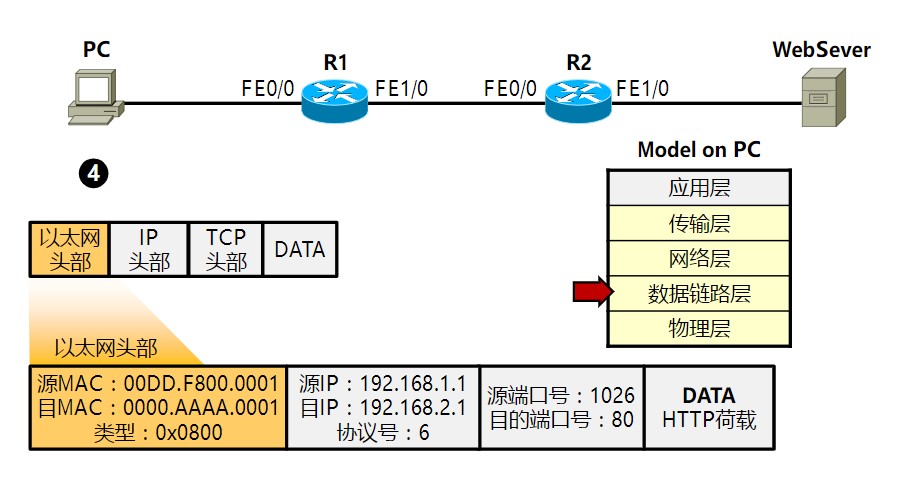 PC
R1
R2
WebSever
FE0/0
FE1/0
FE0/0
FE1/0
4
Model on PC
应用层
传输层
网络层
数据链路层
物理层
以太网
头部
IP
头部
TCP
头部
DATA
以太网头部
源MAC：00DD.F800.0001
目MAC：0000.AAAA.0001
类型：0x0800
源IP：192.168.1.1
目IP：192.168.2.1
协议号：6
源端口号：1026
目的端口号：80
DATA
HTTP荷载